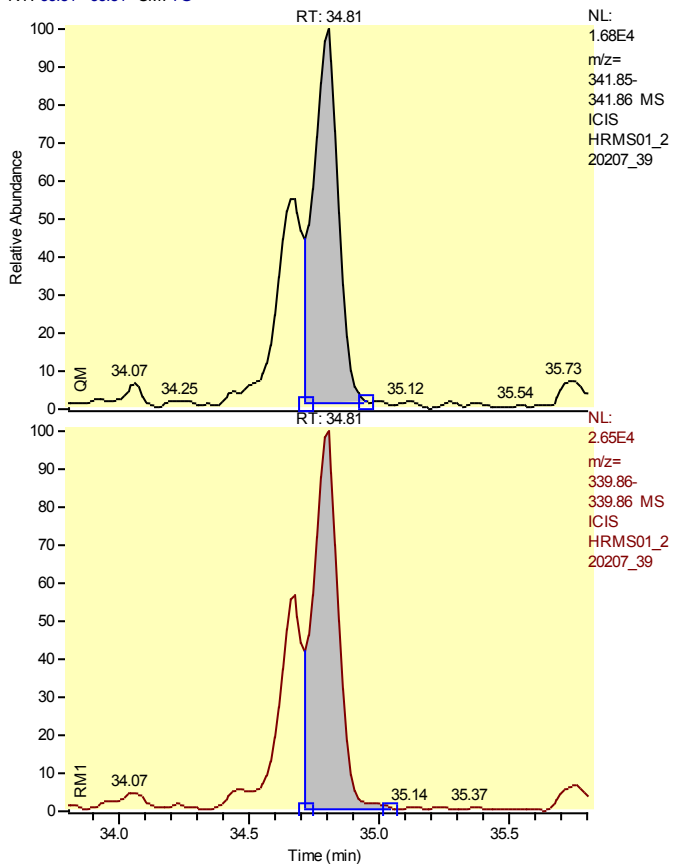 RT: 34.81
NL:
1.68E4
m/z=
341.85-
341.86 MS
ICIS
HRMS01_2
20207_39
100
90
80
70
60
50
40
30
20
10
0
Relative Abundance
QM
34.07
34.25
35.12
35.54
35.73
RT: 34.81
NL:
2.65E4
m/z=
339.86-
339.86 MS
ICIS
HRMS01_2
20207_39
100
90
80
70
60
50
40
30
20
10
0
RM1
34.07
35.14
35.37
34.0 34.5 35.0 35.5
Time (min)